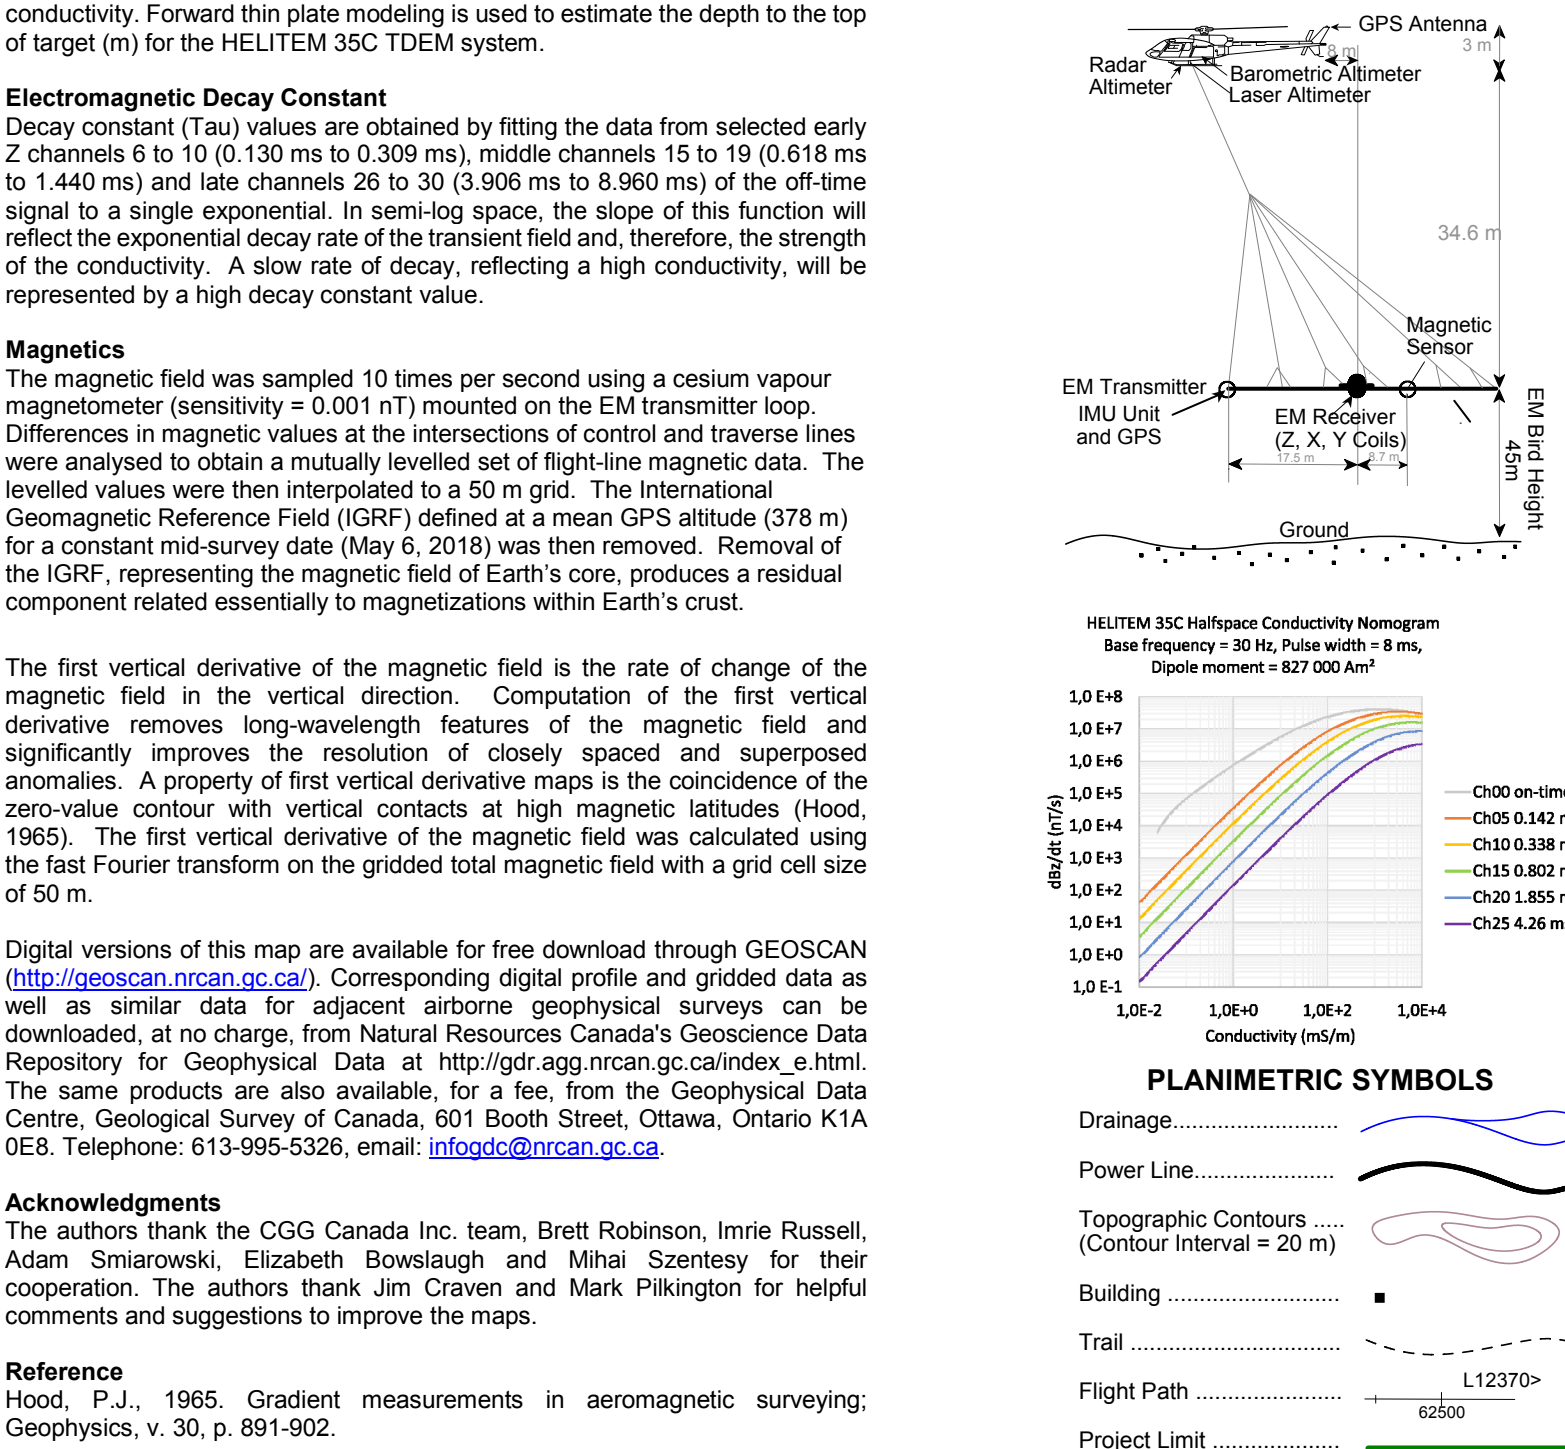 conductivity. Forward thin plate modeling is used to estimate the depth to the top
of target (m) for the HELITEM 35C TDEM system.
Electromagnetic Decay Constant
Decay constant (Tau) values are obtained by fitting the data from selected early
Z channels 6 to 10 (0.130 ms to 0.309 ms), middle channels 15 to 19 (0.618 ms
to 1.440 ms) and late channels 26 to 30 (3.906 ms to 8.960 ms) of the off-time
signal to a single exponential. In semi-log space, the slope of this function will
reflect the exponential decay rate of the transient field and, therefore, the strength
of the conductivity. A slow rate of decay, reflecting a high conductivity, will be
represented by a high decay constant value.
Magnetics
The magnetic field was sampled 10 times per second using a cesium vapour
magnetometer (sensitivity = 0.001 nT) mounted on the EM transmitter loop.
Differences in magnetic values at the intersections of control and traverse lines
were analysed to obtain a mutually levelled set of flight-line magnetic data. The
levelled values were then interpolated to a 50 m grid. The International
Geomagnetic Reference Field (IGRF) defined at a mean GPS altitude (378 m)
for a constant mid-survey date (May 6, 2018) was then removed. Removal of
the IGRF, representing the magnetic field of Earth's core, produces a residual
component related essentially to magnetizations within Earth's crust.
The first vertical derivative of the magnetic field is the rate of change of the
magnetic field in the vertical direction. Computation of the first vertical
derivative removes long-wavelength features of the magnetic field and
significantly improves the resolution of closely spaced and superposed
anomalies. A property of first vertical derivative maps is the coincidence of the
zero-value contour with vertical contacts at high magnetic latitudes (Hood,
1965). The first vertical derivative of the magnetic field was calculated using
the fast Fourier transform on the gridded total magnetic field with a grid cell size
of 50 m.
Digital versions of this map are available for free download through GEOSCAN
(http://geoscan.nrcan.gc.ca/). Corresponding digital profile and gridded data as
well as similar data for adjacent airborne geophysical surveys can be
downloaded, at no charge, from Natural Resources Canada's Geoscience Data
Repository for Geophysical Data at http://gdr.agg.nrcan.gc.ca/index_e.html.
The same products are also available, for a fee, from the Geophysical Data
Centre, Geological Survey of Canada, 601 Booth Street, Ottawa, Ontario K1A
0E8. Telephone: 613-995-5326, email: infogdc@nrcan.gc.ca.
Acknowledgments
The authors thank the CGG Canada Inc. team, Brett Robinson, Imrie Russell,
Adam Smiarowski, Elizabeth Bowslaugh and Mihai Szentesy for their
cooperation. The authors thank Jim Craven and Mark Pilkington for helpful
comments and suggestions to improve the maps.
Reference
Hood, P.J., 1965. Gradient measurements in aeromagnetic surveying;
Geophysics, v. 30, p. 891-902.
GPS Antenna
3 m
8 m
Radar
Altimeter
Barometric Altimeter
Laser Altimeter
34.6 m
Magnetic
Sensor
EM Transmitter
IMU Unit
and GPS
EM Receiver
(Z, X, Y Coils)
17.5 m
8.7 m
EM Bird Height
45m
Ground
HELITEM 35C Halfspace Conductivity Nomogram
Base frequency = 30 Hz, Pulse width = 8 ms,
Dipole moment = 827 000 Am²
1,0 E+8
1,0 E+7
1,0 E+6
1,0 E+5
1,0 E+4
1,0 E+3
1,0 E+2
1,0 E+1
1,0 E+0
1,0 E-1
dBz/dt (nT/s)
1,0E-2 1,0E+0 1,0E+2 1,0E+4
Conductivity (mS/m)
Ch00 on-time
Ch05 0.142
Ch10 0.338
Ch15 0.802
Ch20 1.855
Ch25 4.26 m
PLANIMETRIC SYMBOLS
Drainage..........................
Power Line......................
Topographic Contours .....
(Contour Interval = 20 m)
Building ...........................
Trail .................................
Flight Path .......................
L12370>
62500
Project Limit ....................